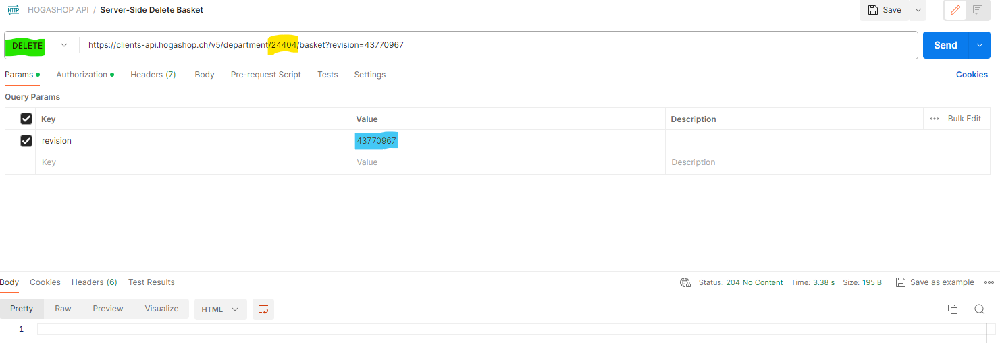 HTTP HOGASHOP API / Server-Side Delete Basket Save
DELETE https://clients-api.hogashop.ch/v5/department/24404/basket?revision=43770967 Send
Params Authorization Headers (7) Body Pre-request Script Tests Settings Cookies
Query Params
Key Value Description ••• Bulk Edit
revision 43770967
Key Value Description
Body Cookies Headers (6) Test Results Status: 204 No Content Time: 3.38 s Size: 195 B Save as example
Pretty Raw Preview Visualize HTML
1